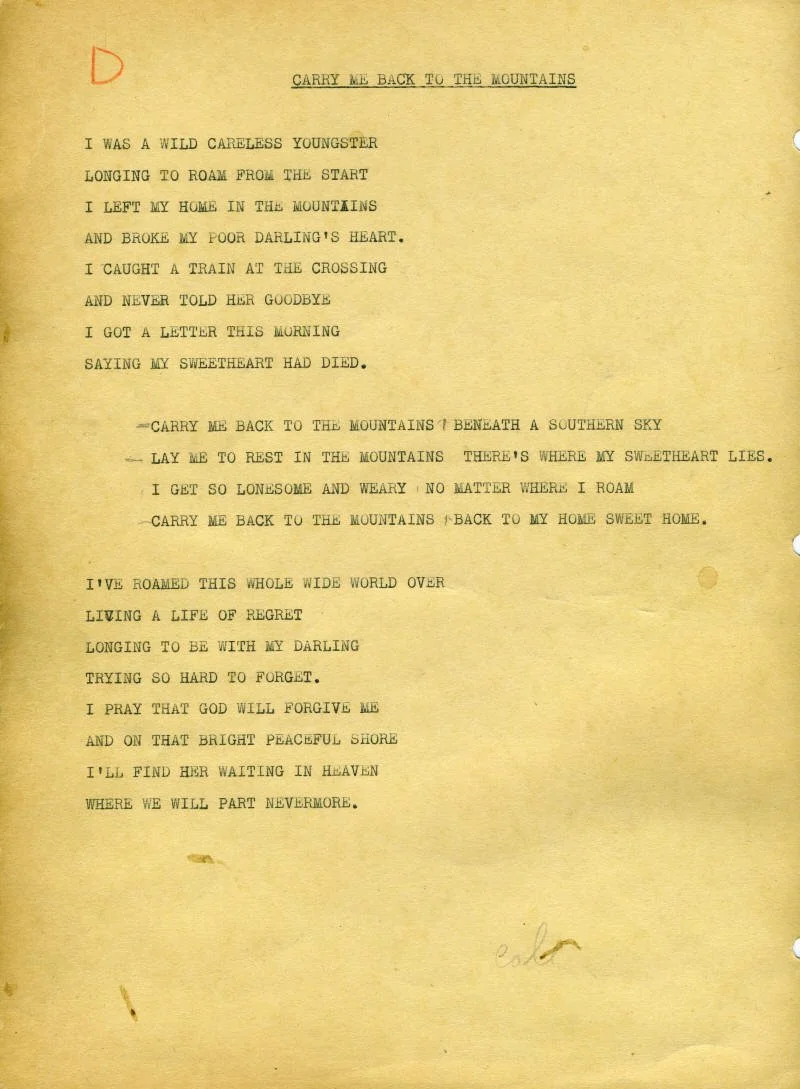 D
CARRY ME BACK TO THE MOUNTAINS
I WAS A WILD CARELESS YOUNGSTER
LONGING TO ROAM FROM THE START
I LEFT MY HOME IN THE MOUNTAINS
AND BROKE MY POOR DARLING'S HEART.
I CAUGHT A TRAIN AT THE CROSSING
AND NEVER TOLD HER GOODBYE
I GOT A LETTER THIS MORNING
SAYING MY SWEETHEART HAD DIED.
CARRY ME BACK TO THE MOUNTAINS / BENEATH A SOUTHERN SKY
LAY ME TO REST IN THE MOUNTAINS THERE'S WHERE MY SWEETHEART LIES.
I GET SO LONESOME AND WEARY NO MATTER WHERE I ROAM
CARRY ME BACK TO THE MOUNTAINS / BACK TO MY HOME SWEET HOME.
I'VE ROAMED THIS WHOLE WIDE WORLD OVER
LIVING A LIFE OF REGRET
LONGING TO BE WITH MY DARLING
TRYING SO HARD TO FORGET.
I PRAY THAT GOD WILL FORGIVE ME
AND ON THAT BRIGHT PEACEFUL SHORE
I'LL FIND HER WAITING IN HEAVEN
WHERE WE WILL PART NEVERMORE.